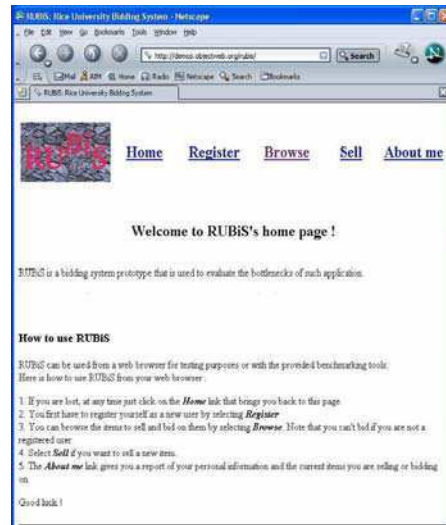 RUBiS: Rice University Bidding System - Netscape
File Edit View Go Bookmarks Tools Window Help
http://demos.objectweb.org/rubis/
Search
Mail AIM Home Radio Netscape Search Bookmarks
RUBiS: Rice University Bidding System
RUBiS
Home Register Browse Sell About me
Welcome to RUBiS's home page !
RUBiS is a bidding system prototype that is used to evaluate the bottlenecks of such application.
How to use RUBiS
RUBiS can be used from a web browser for testing purposes or with the provided benchmarking tools.
Here is how to use RUBiS from your web browser :
1. If you are lost, at any time just click on the Home link that brings you back to this page.
2. You first have to register yourself as a new user by selecting Register
3. You can browse the items to sell and bid on them by selecting Browse. Note that you can't bid if you are not a
registered user.
4. Select Sell if you want to sell a new item.
5. The About me link gives you a report of your personal information and the current items you are selling or bidding
on.
Good luck !